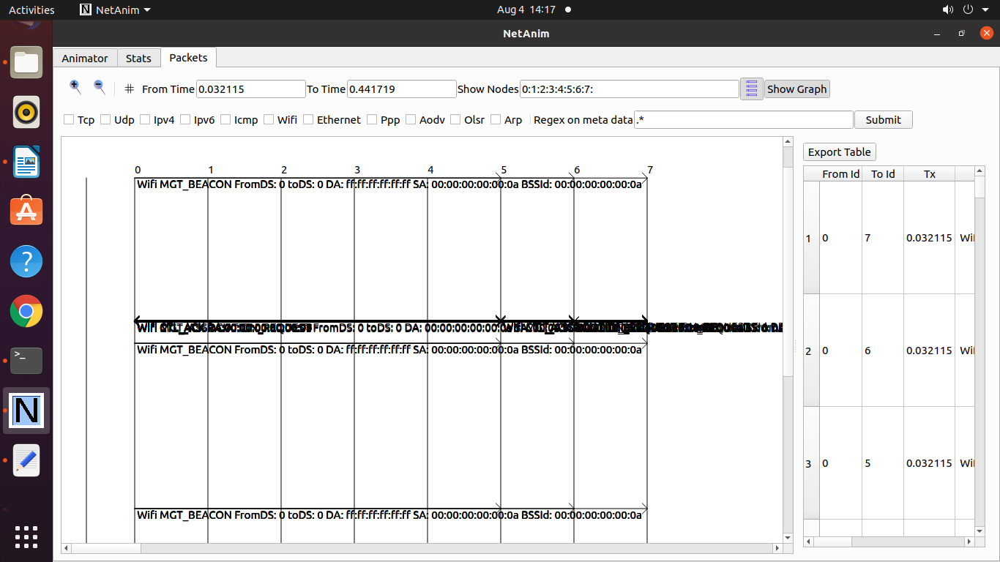 Activities NetAnim Aug 4 14:17
NetAnim
Animator Stats Packets
# From Time 0.032115 To Time 0.441719 Show Nodes 0:1:2:3:4:5:6:7: Show Graph
Tcp Udp Ipv4 Ipv6 Icmp Wifi Ethernet Ppp Aodv Olsr Arp Regex on meta data .* Submit
Export Table
0 1 2 3 4 5 6 7
Wifi MGT_BEACON FromDS: 0 toDS: 0 DA: ff:ff:ff:ff:ff:ff SA: 00:00:00:00:00:0a BSSId: 00:00:00:00:00:0a
FromDS: 0 toDS: 0 DA: 00:00:00:00:00
Wifi MGT_BEACON FromDS: 0 toDS: 0 DA: ff:ff:ff:ff:ff:ff SA: 00:00:00:00:00:0a BSSId: 00:00:00:00:00:0a
Wifi MGT_BEACON FromDS: 0 toDS: 0 DA: ff:ff:ff:ff:ff:ff SA: 00:00:00:00:00:0a BSSId: 00:00:00:00:00:0a
From Id To Id Tx
1 0 7 0.032115 Wif
2 0 6 0.032115 Wif
3 0 5 0.032115 Wif